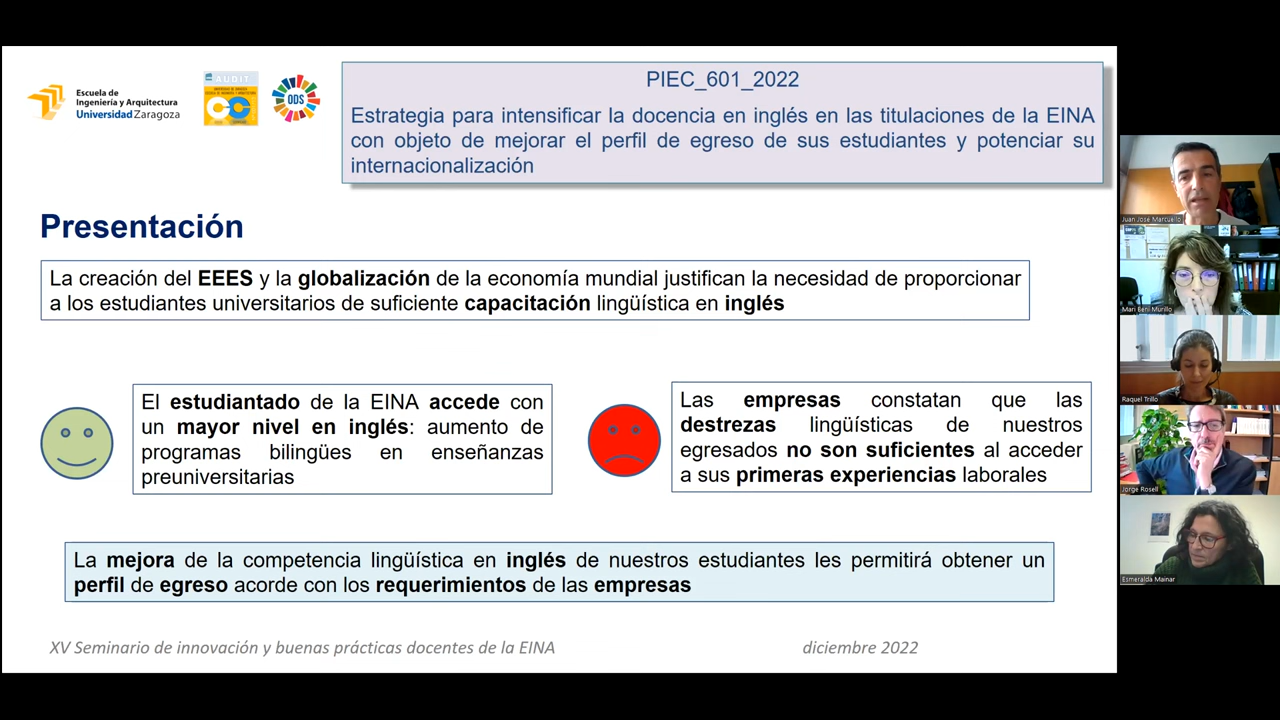 Escuela de
Ingeniería y Arquitectura
Universidad Zaragoza
AUDIT
ODS
PIEC_601_2022
Estrategia para intensificar la docencia en inglés en las titulaciones de la EINA
con objeto de mejorar el perfil de egreso de sus estudiantes y potenciar su
internacionalización
Presentación
La creación del EEES y la globalización de la economía mundial justifican la necesidad de proporcionar
a los estudiantes universitarios de suficiente capacitación lingüística en inglés
El estudiantado de la EINA accede con
un mayor nivel en inglés: aumento de
programas bilingües en enseñanzas
preuniversitarias
Las empresas constatan que las
destrezas lingüísticas de nuestros
egresados no son suficientes al acceder
a sus primeras experiencias laborales
La mejora de la competencia lingüística en inglés de nuestros estudiantes les permitirá obtener un
perfil de egreso acorde con los requerimientos de las empresas
XV Seminario de innovación y buenas prácticas docentes de la EINA
diciembre 2022
Juan José Marcuello
Mari Beni Murillo
Raquel Trillo
Jorge Rosell
Esmeralda Mainar